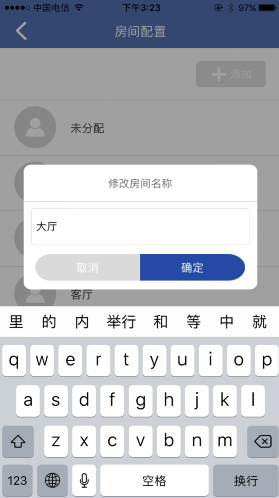 中国电信 下午3:23 97%
房间配置
添加
未分配
修改房间名称
大厅
取消 确定
客厅
里 的 内 举行 和 等 中 就
q w e r t y u i o p
a s d f g h j k l
z x c v b n m
123 空格 换行